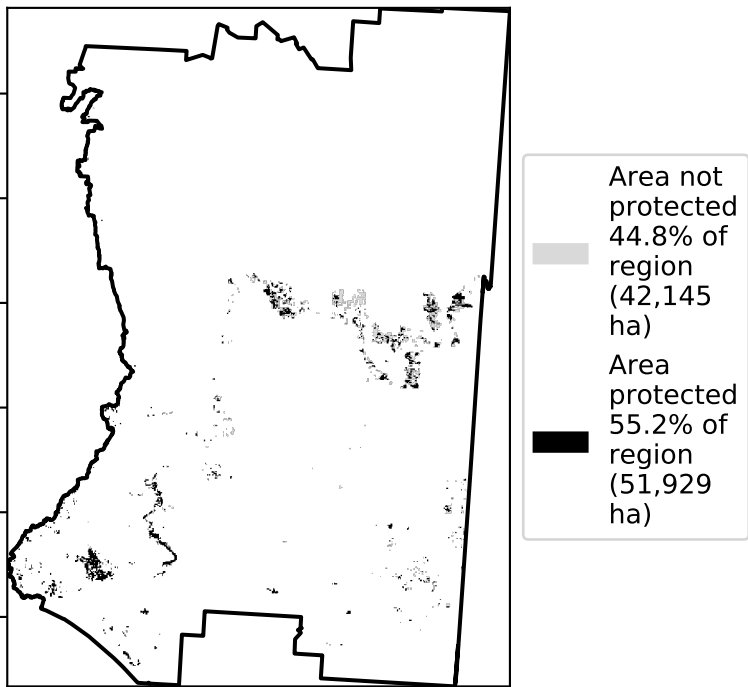 Area not
protected
44.8% of
region
(42,145
ha)
Area
protected
55.2% of
region
(51,929
ha)